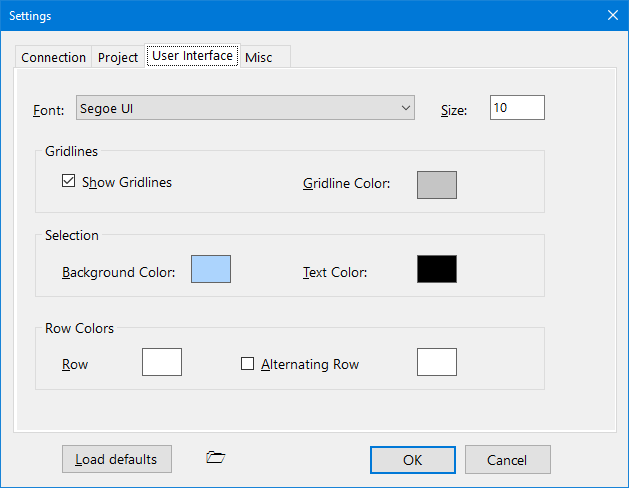 Settings
Connection Project User Interface Misc
Font: Segoe UI Size: 10
Gridlines
Show Gridlines Gridline Color:
Selection
Background Color: Text Color:
Row Colors
Row Alternating Row
Load defaults OK Cancel